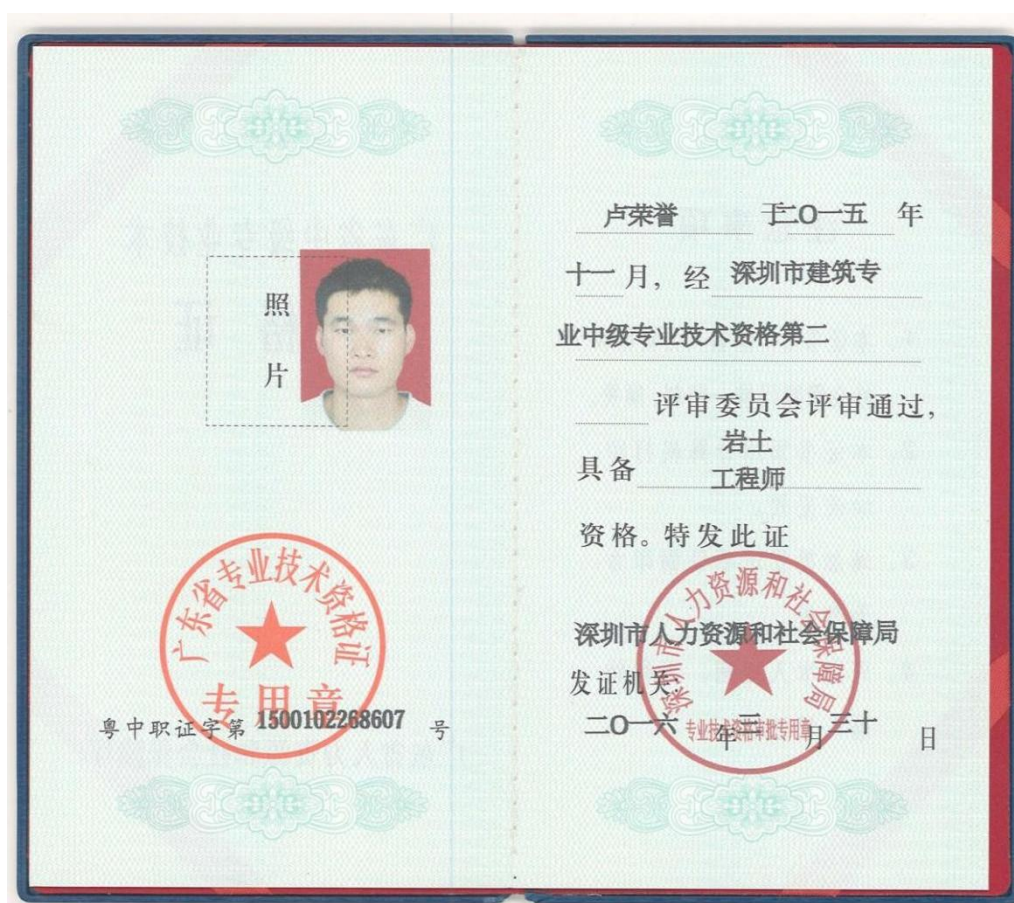 照
片
广东省专业技术资格证
专用章
粤中职证字第 1500102268607 号
卢荣誉 于二O一五 年
十一月，经 深圳市建筑专
业中级专业技术资格第二
评审委员会评审通过，
岩土
具备 工程师
资格。特发此证
深圳市人力资源和社会保障局
深圳市人力资源和社会保障局
发证机关：
专业技术资格审批专用章
二O一六 年三 月三十 日